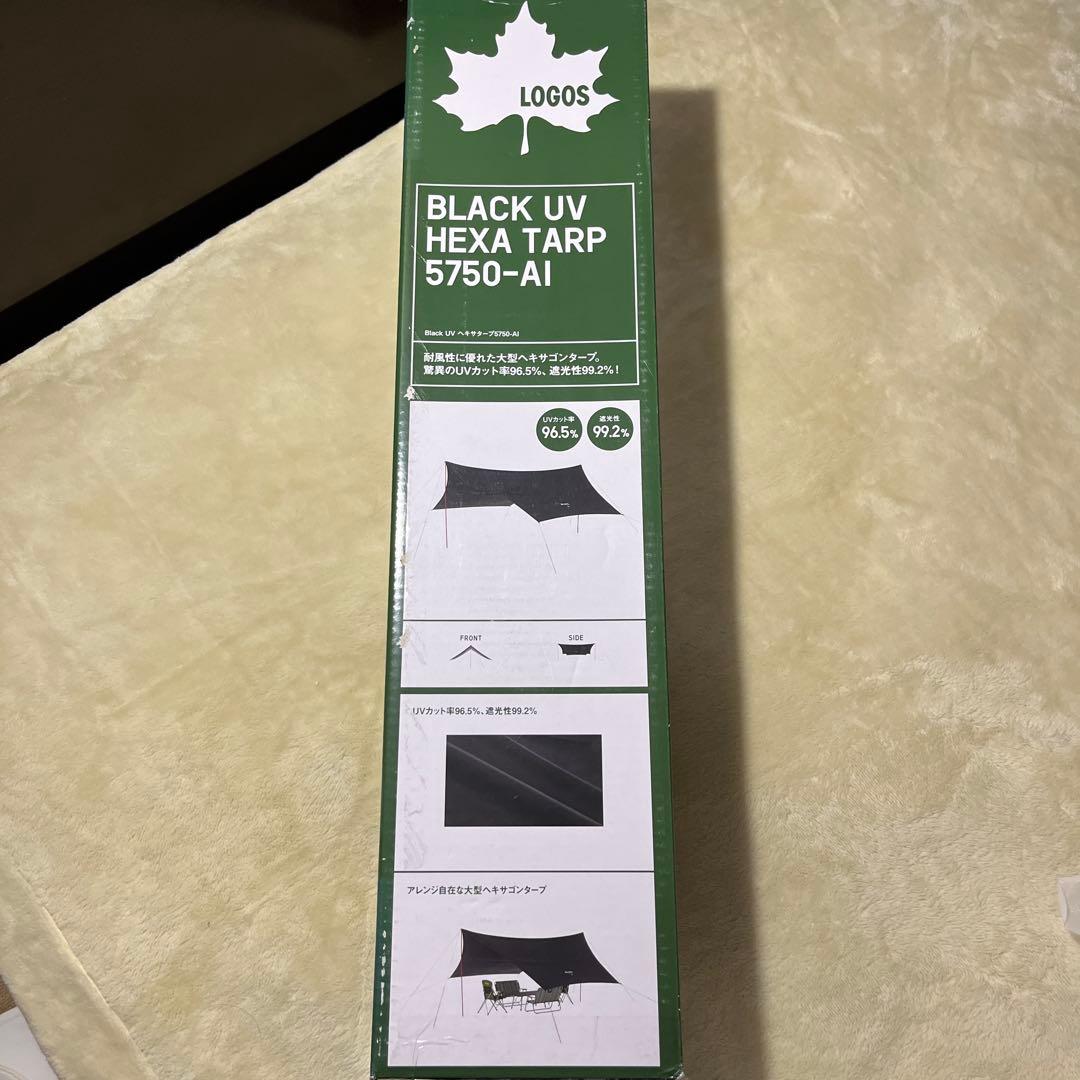 LOGOS
BLACK UV
HEXA TARP
5750-AI
Black UV ヘキサタープ5750-AI
耐風性に優れた大型ヘキサゴンタープ。
驚異のUVカット率96.5%、遮光性99.2%！
UVカット率
96.5%
遮光性
99.2%
FRONT
SIDE
UVカット率96.5%、遮光性99.2%
アレンジ自在な大型ヘキサゴンタープ